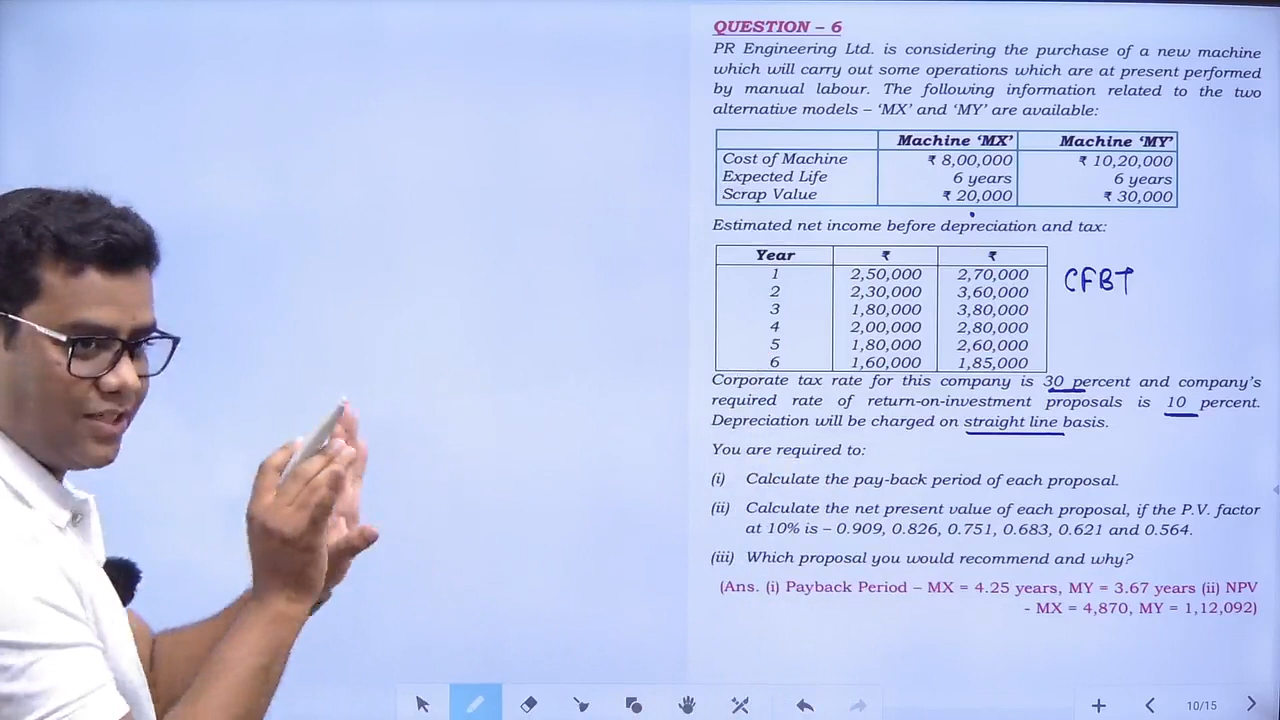 QUESTION – 6
PR Engineering Ltd. is considering the purchase of a new machine
which will carry out some operations which are at present performed
by manual labour. The following information related to the two
alternative models – ‘MX’ and ‘MY’ are available:
Machine ‘MX’ Machine ‘MY’
Cost of Machine ₹ 8,00,000 ₹ 10,20,000
Expected Life 6 years 6 years
Scrap Value ₹ 20,000 ₹ 30,000
Estimated net income before depreciation and tax:
Year ₹ ₹
1 2,50,000 2,70,000
2 2,30,000 3,60,000
3 1,80,000 3,80,000
4 2,00,000 2,80,000
5 1,80,000 2,60,000
6 1,60,000 1,85,000
CFBT
Corporate tax rate for this company is 30 percent and company’s
required rate of return-on-investment proposals is 10 percent.
Depreciation will be charged on straight line basis.
You are required to:
(i) Calculate the pay-back period of each proposal.
(ii) Calculate the net present value of each proposal, if the P.V. factor
at 10% is – 0.909, 0.826, 0.751, 0.683, 0.621 and 0.564.
(iii) Which proposal you would recommend and why?
(Ans. (i) Payback Period – MX = 4.25 years, MY = 3.67 years (ii) NPV
- MX = 4,870, MY = 1,12,092)
10/15